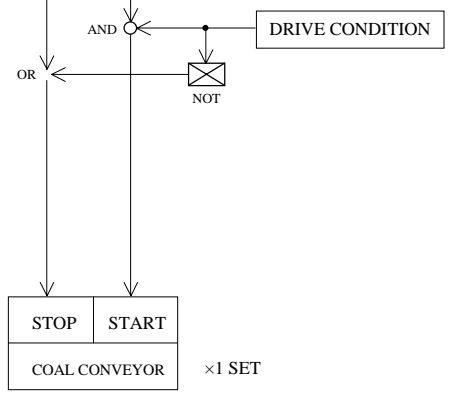 AND
DRIVE CONDITION
OR
NOT
STOP START
COAL CONVEYOR ×1 SET